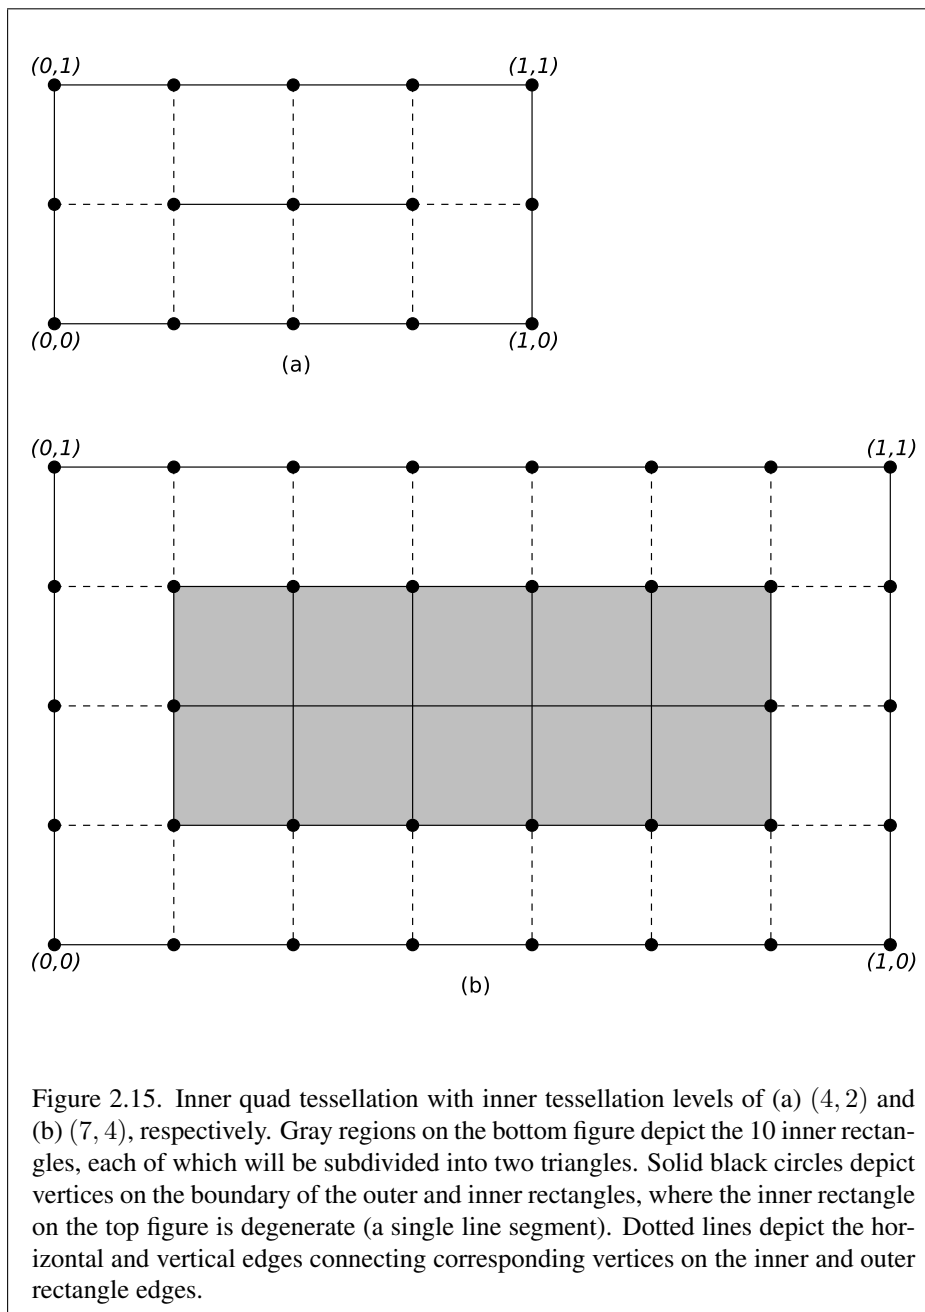 (0,1) (1,1)
(0,0) (1,0)
(a)
(0,1) (1,1)
(0,0) (1,0)
(b)
Figure 2.15. Inner quad tessellation with inner tessellation levels of (a) (4, 2) and
(b) (7, 4), respectively. Gray regions on the bottom figure depict the 10 inner rectan-
gles, each of which will be subdivided into two triangles. Solid black circles depict
vertices on the boundary of the outer and inner rectangles, where the inner rectangle
on the top figure is degenerate (a single line segment). Dotted lines depict the hor-
izontal and vertical edges connecting corresponding vertices on the inner and outer
rectangle edges.